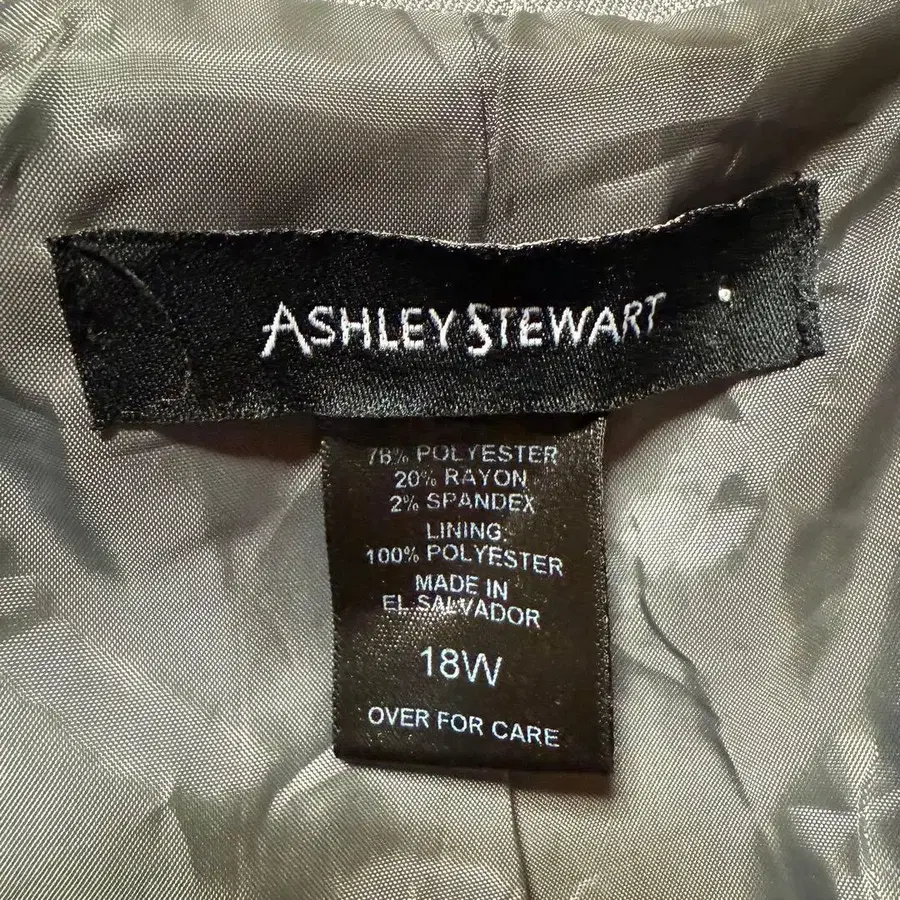 ASHLEY STEWART
78% POLYESTER
20% RAYON
2% SPANDEX
LINING:
100% POLYESTER
MADE IN
EL SALVADOR
18W
OVER FOR CARE